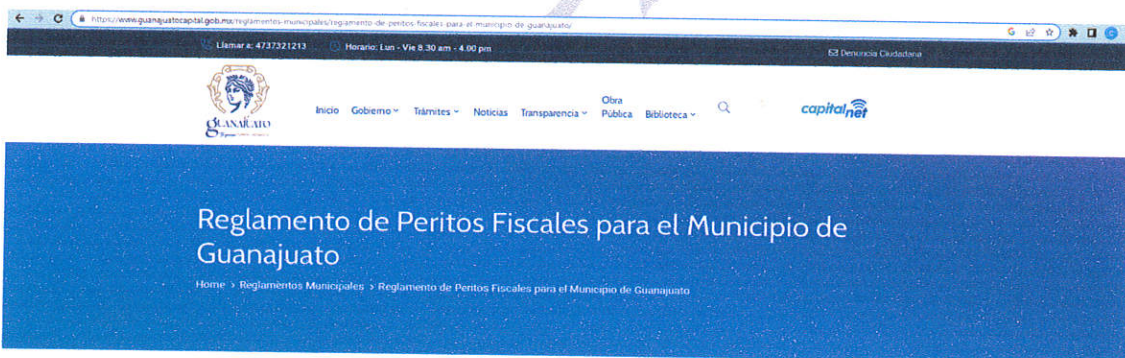 https://www.guanajuatocapital.gob.mx/reglamentos-municipales/reglamento-de-peritos-fiscales-para-el-municipio-de-guanajuato/
Llamar a: 4737321213 Horario: Lun - Vie 8.30 am - 4.00 pm Denuncia Ciudadana
Inicio Gobierno Trámites Noticias Transparencia Obra Pública Biblioteca
capitalnet
GUANAJUATO
Reglamento de Peritos Fiscales para el Municipio de
Guanajuato
Home > Reglamentos Municipales > Reglamento de Peritos Fiscales para el Municipio de Guanajuato